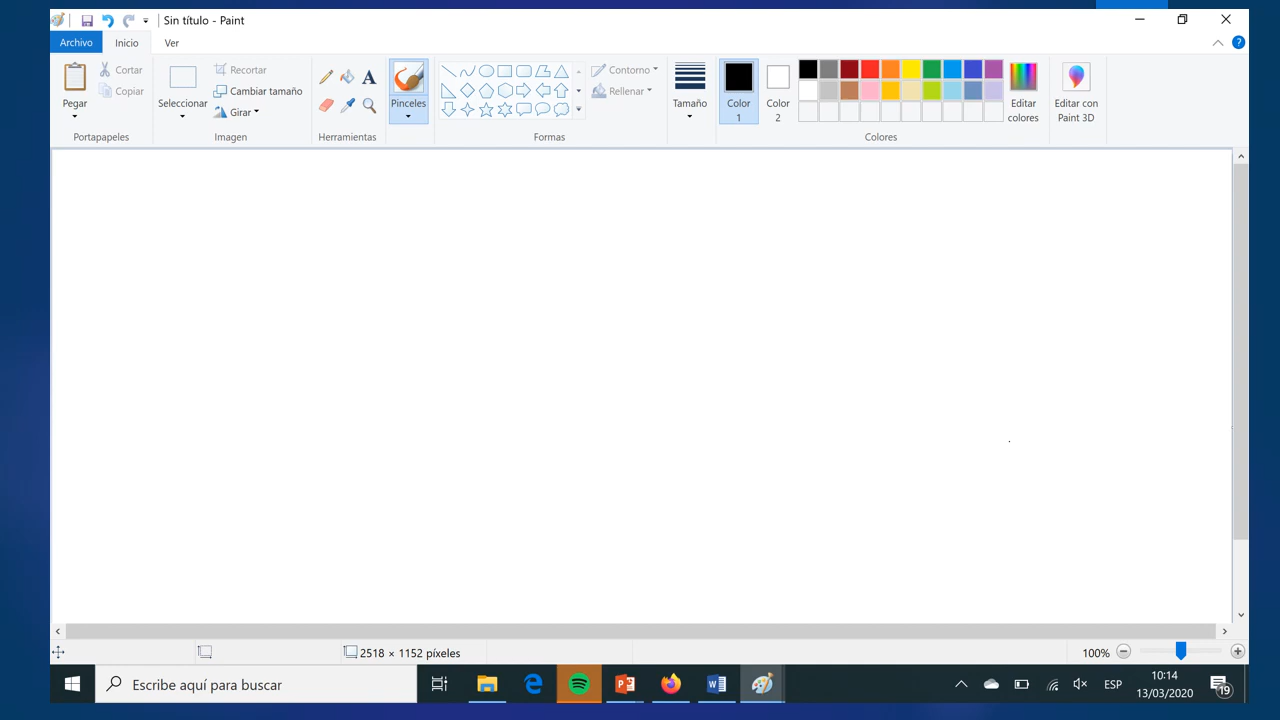 Sin título - Paint
Archivo Inicio Ver
Pegar
Cortar
Copiar
Portapapeles
Seleccionar
Recortar
Cambiar tamaño
Girar
Imagen
A
Herramientas
Pinceles
Contorno
Rellenar
Formas
Tamaño
Color
1
Color
2
Colores
Editar
colores
Editar con
Paint 3D
2518 × 1152 píxeles
100%
Escribe aquí para buscar
ESP
10:14
13/03/2020
19